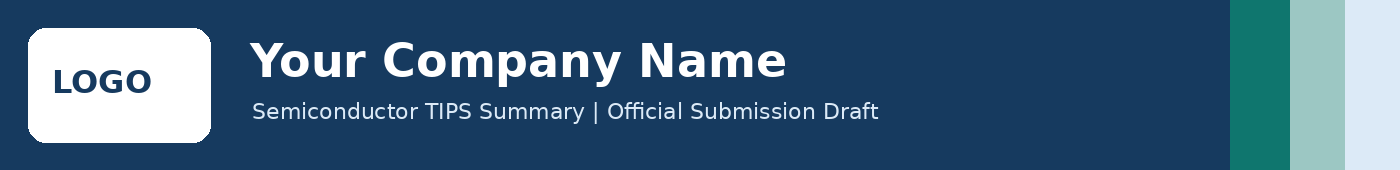 LOGO
Your Company Name
Semiconductor TIPS Summary | Official Submission Draft